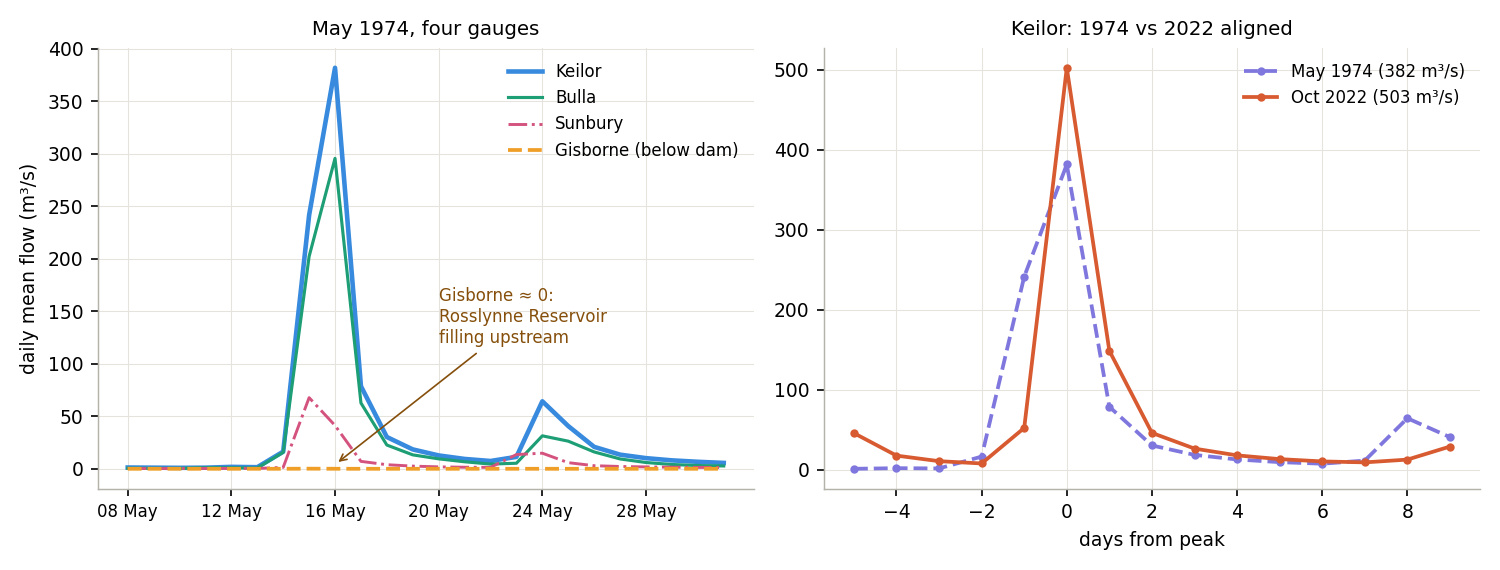 May 1974, four gauges
400
350
300
250
200
150
100
50
0
daily mean flow (m³/s)
Keilor
Bulla
Sunbury
Gisborne (below dam)
Gisborne ≈ 0:
Rosslynne Reservoir
filling upstream
08 May
12 May
16 May
20 May
24 May
28 May
Keilor: 1974 vs 2022 aligned
500
400
300
200
100
0
May 1974 (382 m³/s)
Oct 2022 (503 m³/s)
−4
−2
0
2
4
6
8
days from peak